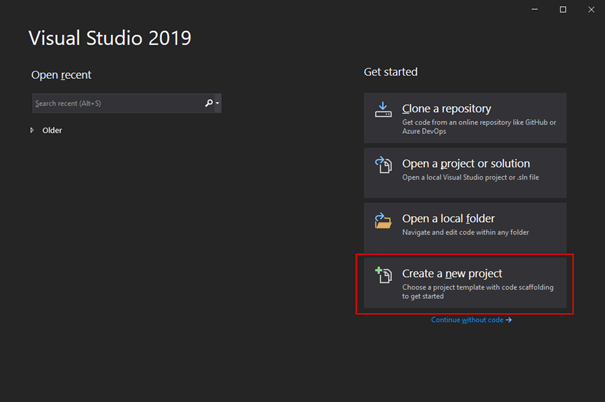 Visual Studio 2019
Open recent
Search recent (Alt+S)
Older
Get started
Clone a repository
Get code from an online repository like GitHub or
Azure DevOps
Open a project or solution
Open a local Visual Studio project or .sln file
Open a local folder
Navigate and edit code within any folder
Create a new project
Choose a project template with code scaffolding
to get started
Continue without code →